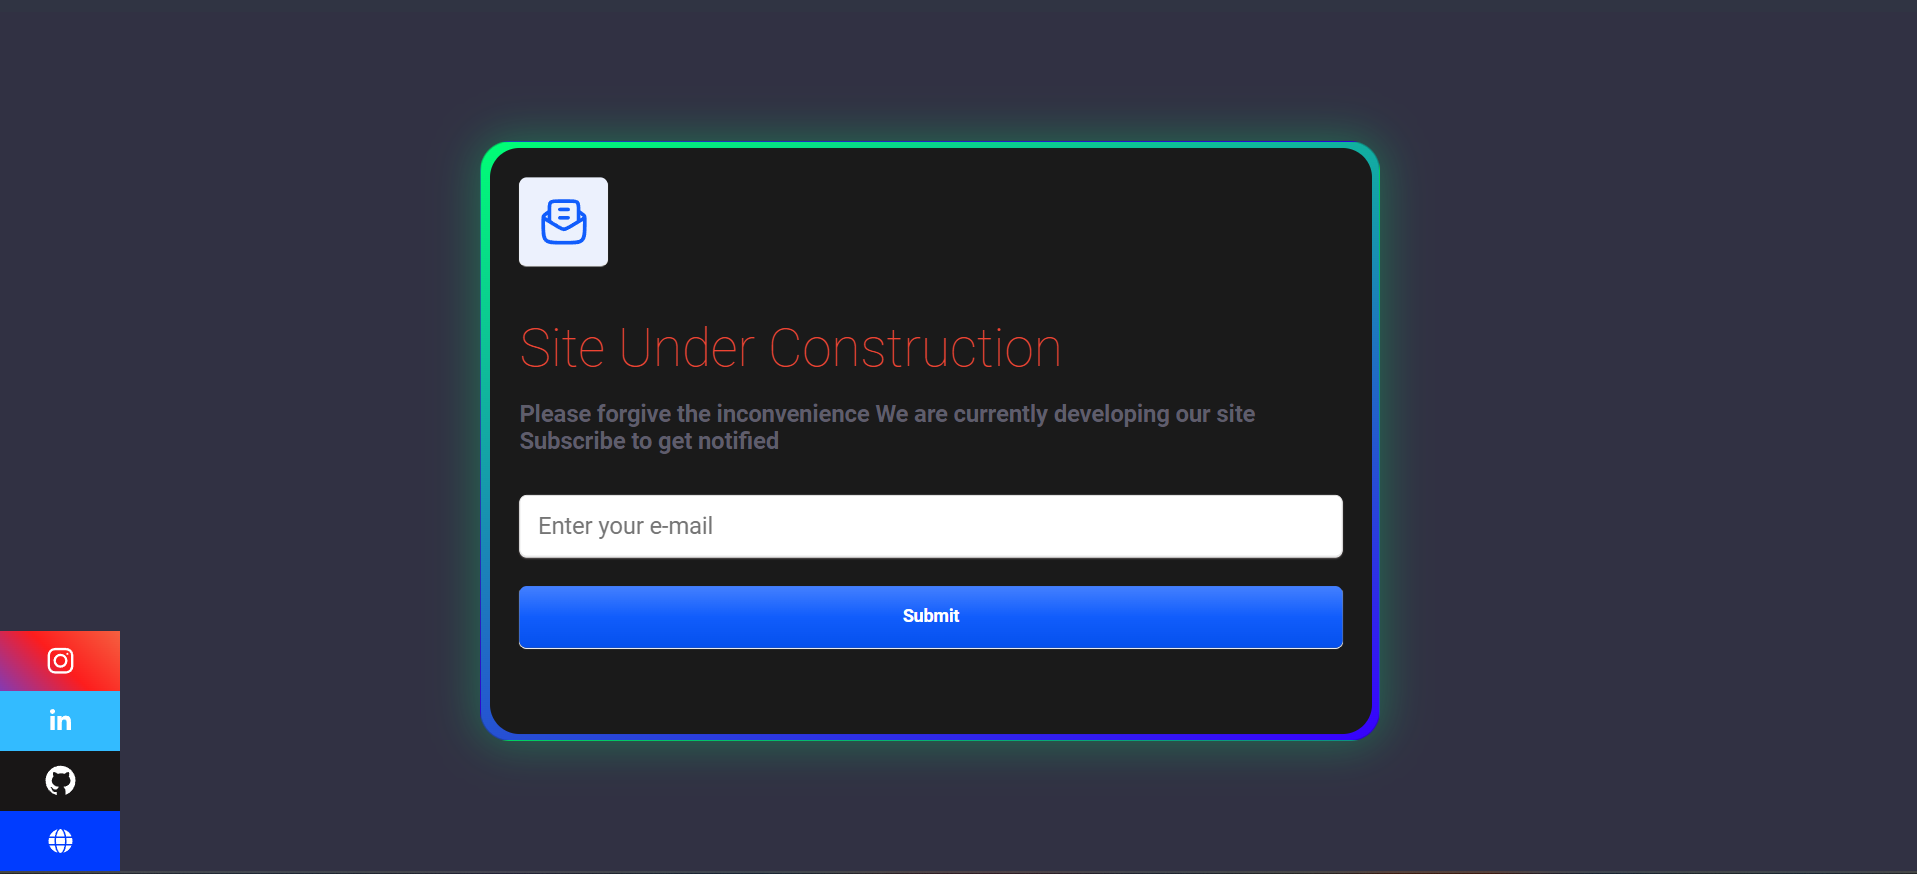 Site Under Construction
Please forgive the inconvenience We are currently developing our site
Subscribe to get notified
Enter your e-mail
Submit
in